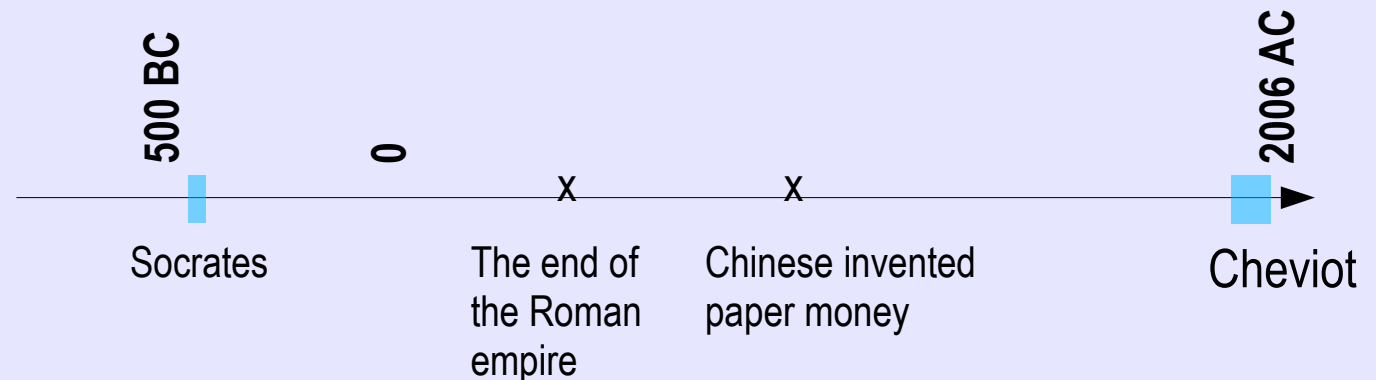 500 BC
0
2006 AC
x
x
Socrates
The end of
the Roman
empire
Chinese invented
paper money
Cheviot